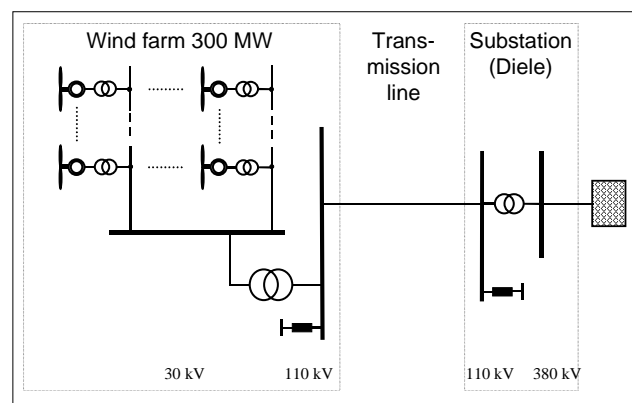 Wind farm 300 MW
Trans-
mission
line
Substation
(Diele)
30 kV
110 kV
110 kV
380 kV